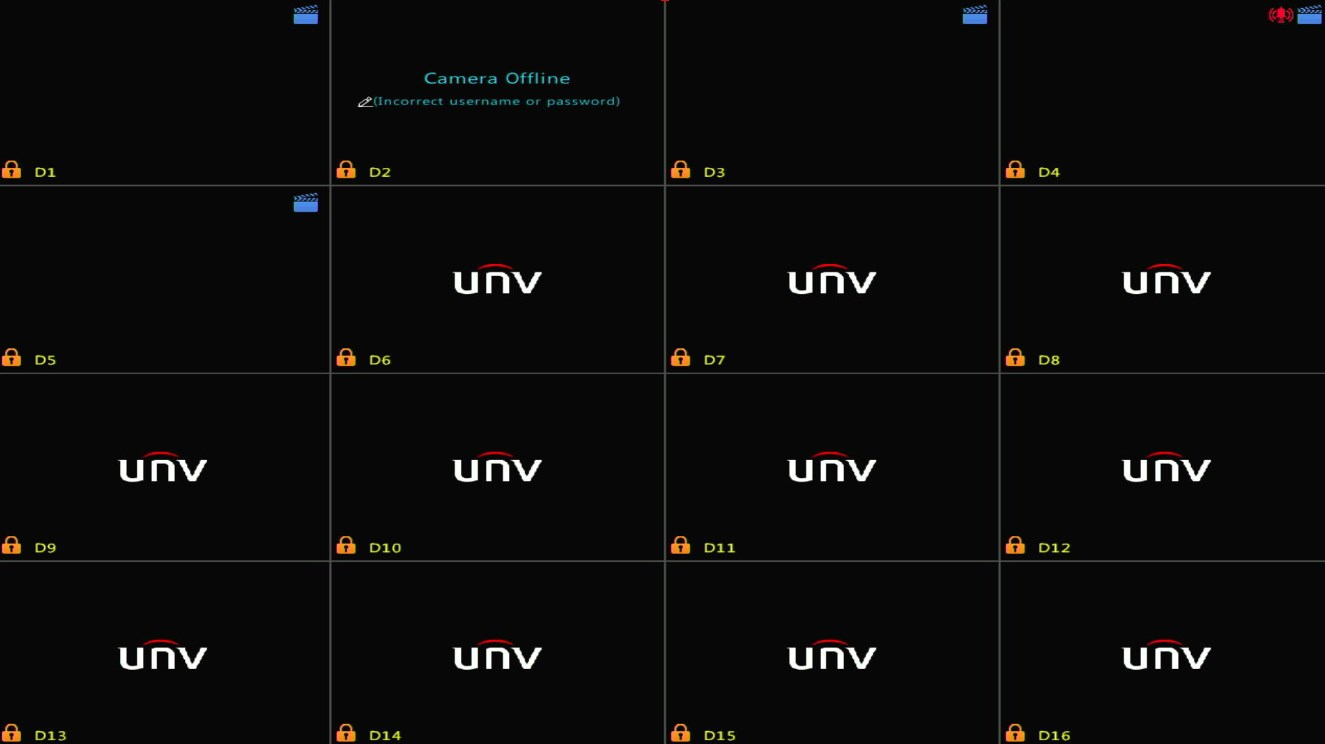 D1
Camera Offline
(Incorrect username or password)
D2
D3
D4
D5
unv
D6
unv
D7
unv
D8
unv
D9
unv
D10
unv
D11
unv
D12
unv
D13
unv
D14
unv
D15
unv
D16